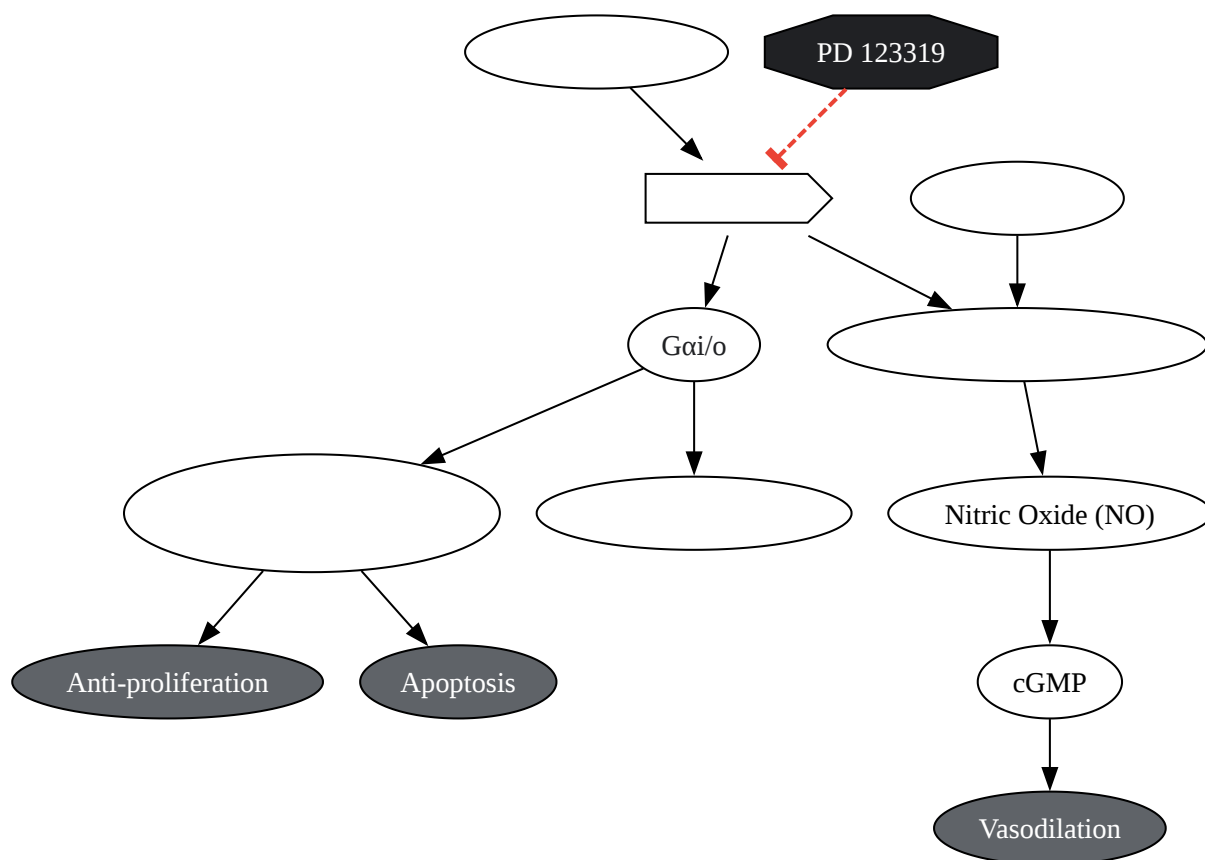 PD 123319
Gαi/o
Nitric Oxide (NO)
Anti-proliferation
Apoptosis
cGMP
Vasodilation